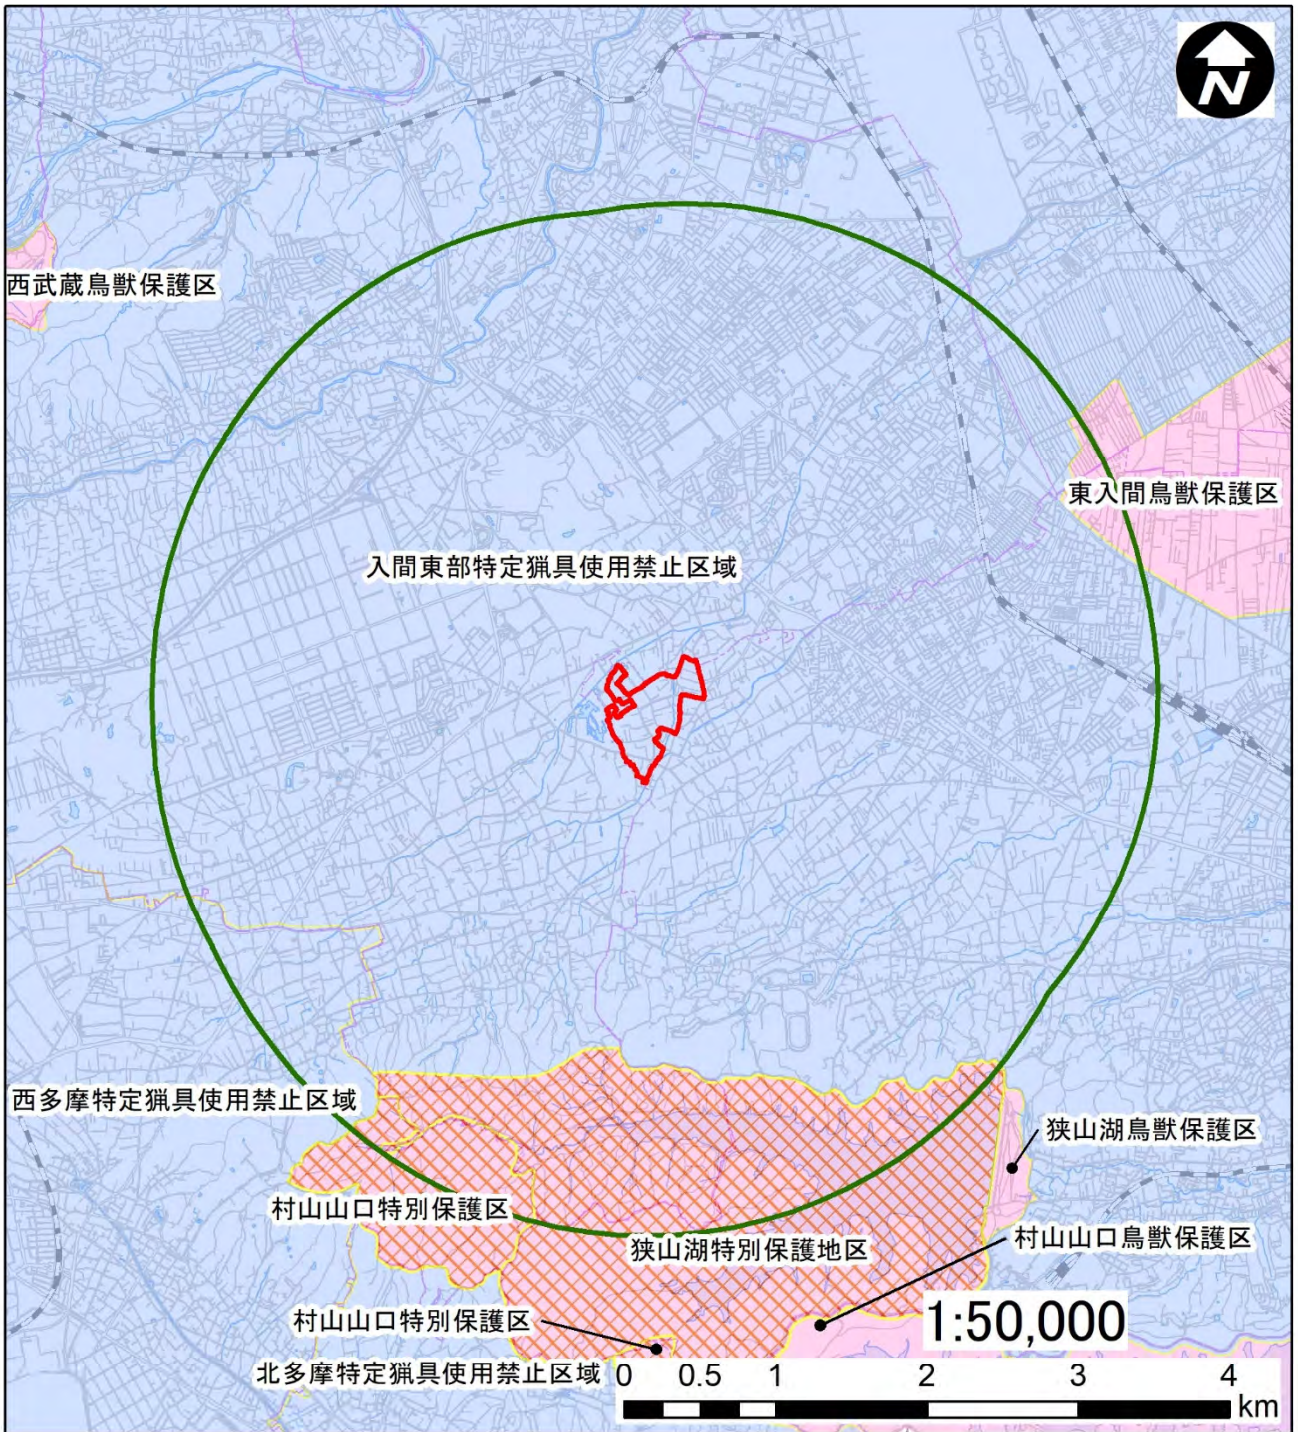 N
西武蔵鳥獣保護区
東入間鳥獣保護区
入間東部特定猟具使用禁止区域
西多摩特定猟具使用禁止区域
狭山湖鳥獣保護区
村山山口特別保護区
村山山口鳥獣保護区
狭山湖特別保護地区
村山山口特別保護区
1:50,000
北多摩特定猟具使用禁止区域
0 0.5 1 2 3 4
km